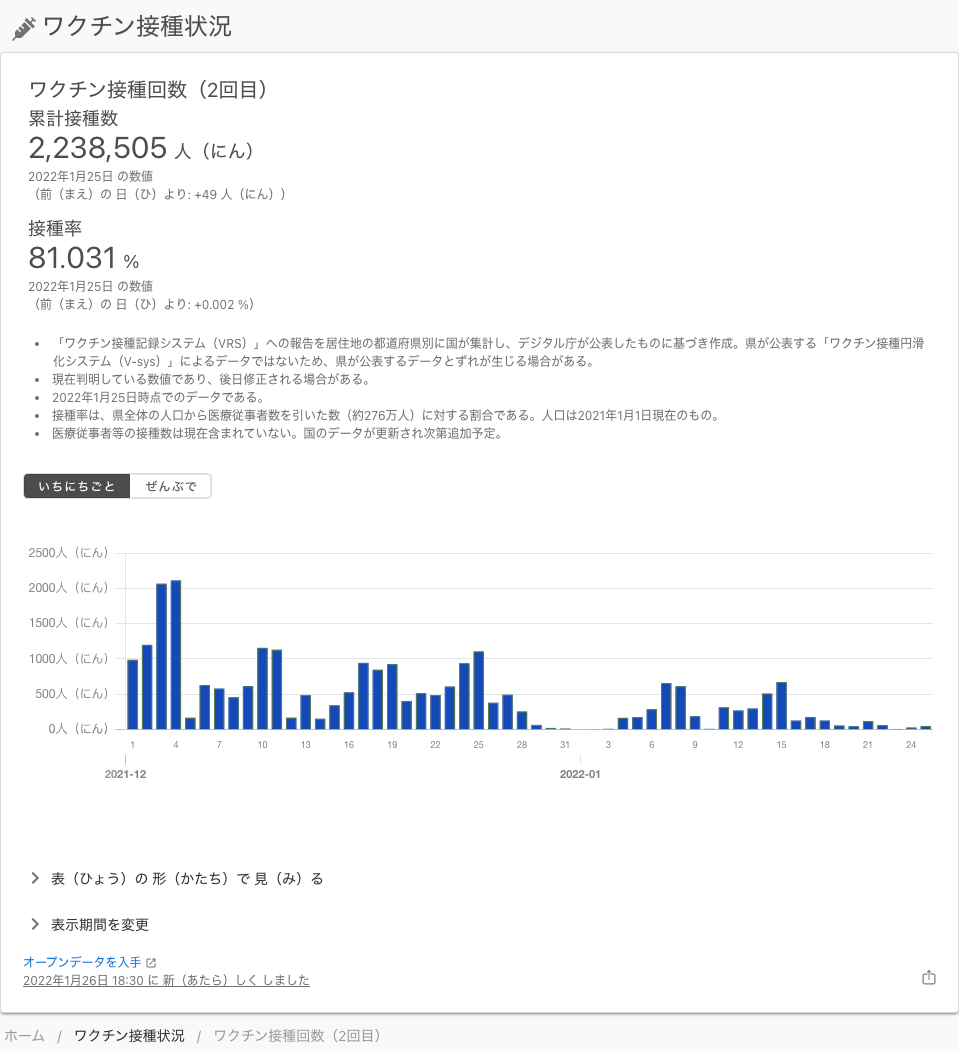 ワクチン接種状況
ワクチン接種回数（2回目）
累計接種数
2,238,505 人（にん）
2022年1月25日 の数値
（前（まえ）の 日（ひ）より: +49 人（にん））
接種率
81.031 %
2022年1月25日 の数値
（前（まえ）の 日（ひ）より: +0.002 %）
「ワクチン接種記録システム（VRS）」への報告を居住地の都道府県別に国が集計し、デジタル庁が公表したものに基づき作成。県が公表する「ワクチン接種円滑
化システム（V-sys）」によるデータではないため、県が公表するデータとずれが生じる場合がある。
現在判明している数値であり、後日修正される場合がある。
2022年1月25日時点でのデータである。
接種率は、県全体の人口から医療従事者数を引いた数（約276万人）に対する割合である。人口は2021年1月1日現在のもの。
医療従事者等の接種数は現在含まれていない。国のデータが更新され次第追加予定。
いちにちごと ぜんぶで
2500人（にん）
2000人（にん）
1500人（にん）
1000人（にん）
500人（にん）
0人（にん）
1 4 7 10 13 16 19 22 25 28 31 3 6 9 12 15 18 21 24
2021-12 2022-01
表（ひょう）の 形（かたち）で 見（み）る
表示期間を変更
オープンデータを入手
2022年1月26日 18:30 に 新（あたら）しく しました
ホーム / ワクチン接種状況 / ワクチン接種回数（2回目）